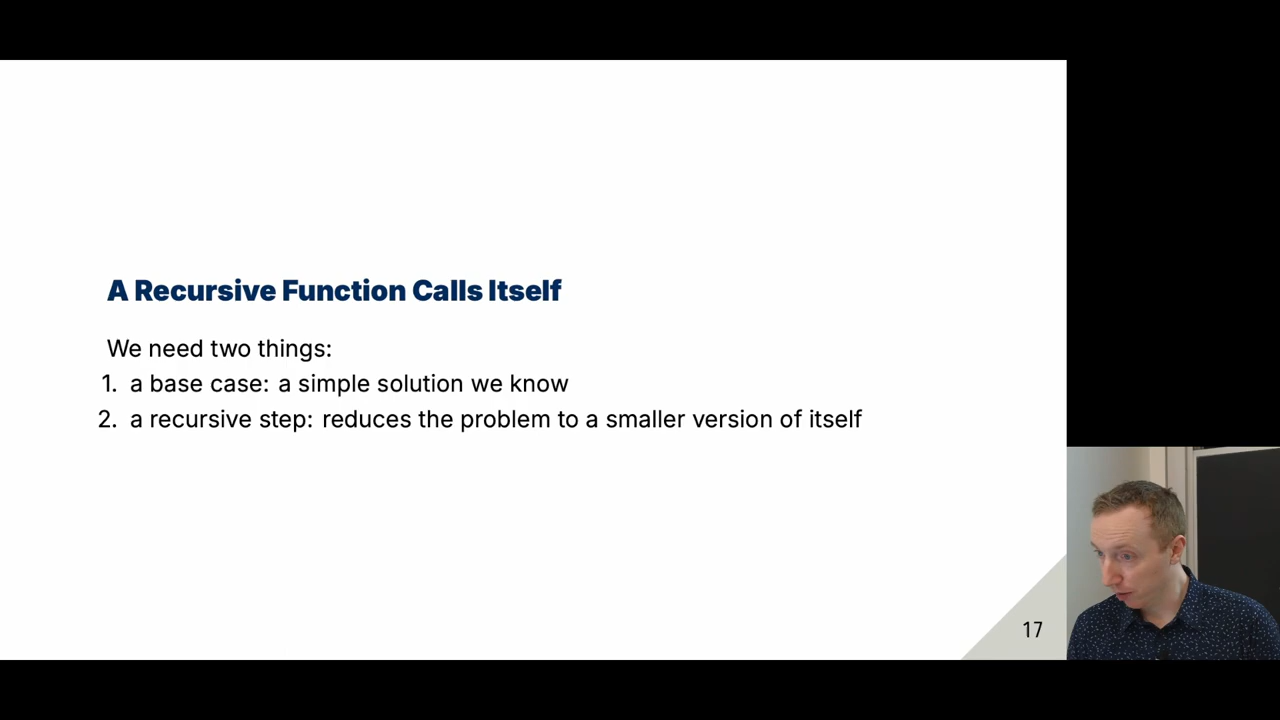 A Recursive Function Calls Itself
We need two things:
1. a base case: a simple solution we know
2. a recursive step: reduces the problem to a smaller version of itself
17